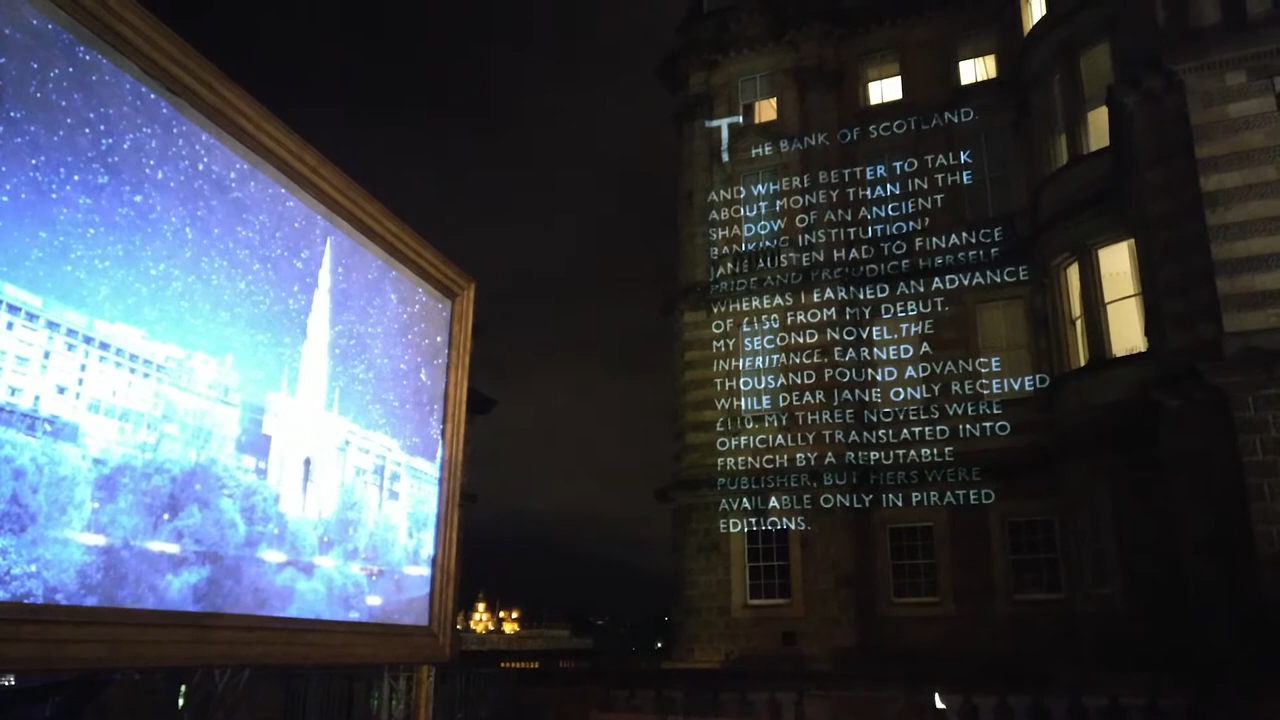 THE BANK OF SCOTLAND.
AND WHERE BETTER TO TALK
ABOUT MONEY THAN IN THE
SHADOW OF AN ANCIENT
BANKING INSTITUTION?
JANE AUSTEN HAD TO FINANCE
PRIDE AND PREJUDICE HERSELF
WHEREAS I EARNED AN ADVANCE
OF £150 FROM MY DEBUT.
MY SECOND NOVEL, THE
INHERITANCE, EARNED A
THOUSAND POUND ADVANCE
WHILE DEAR JANE ONLY RECEIVED
£110. MY THREE NOVELS WERE
OFFICIALLY TRANSLATED INTO
FRENCH BY A REPUTABLE
PUBLISHER, BUT HERS WERE
AVAILABLE ONLY IN PIRATED
EDITIONS.